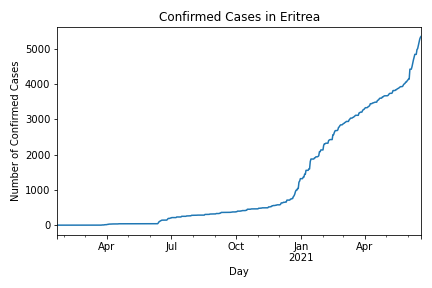 Confirmed Cases in Eritrea
Number of Confirmed Cases
5000
4000
3000
2000
1000
0
Apr
Jul
Oct
Jan
2021
Apr
Day